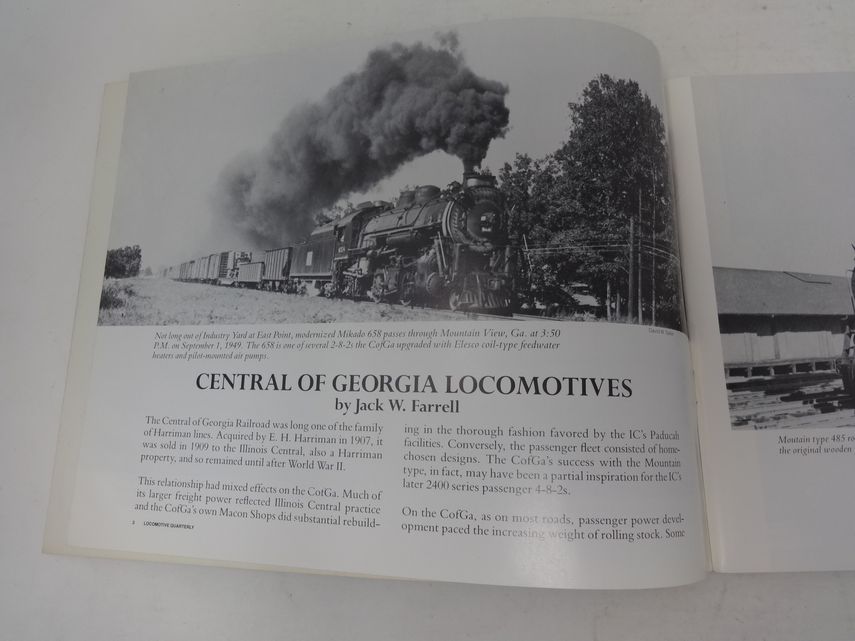 Not long out of Industry Yard at East Point, modernized Mikado 658 passes through Mountain View, Ga. at 3:50
P.M. on September 1, 1949. The 658 is one of several 2-8-2s the CofGa upgraded with Elesco coil-type feedwater
heaters and pilot-mounted air pumps.
CENTRAL OF GEORGIA LOCOMOTIVES
by Jack W. Farrell
The Central of Georgia Railroad was long one of the family
of Harriman lines. Acquired by E. H. Harriman in 1907, it
was sold in 1909 to the Illinois Central, also a Harriman
property, and so remained until after World War II.
This relationship had mixed effects on the CofGa. Much of
its larger freight power reflected Illinois Central practice
and the CofGa's own Macon Shops did substantial rebuild-
2 LOCOMOTIVE QUARTERLY
ing in the thorough fashion favored by the IC's Paducah
facilities. Conversely, the passenger fleet consisted of home-
chosen designs. The CofGa's success with the Mountain
type, in fact, may have been a partial inspiration for the IC's
later 2400 series passenger 4-8-2s.
On the CofGa, as on most roads, passenger power devel-
opment paced the increasing weight of rolling stock. Some
Moutain type 485
the original wooden